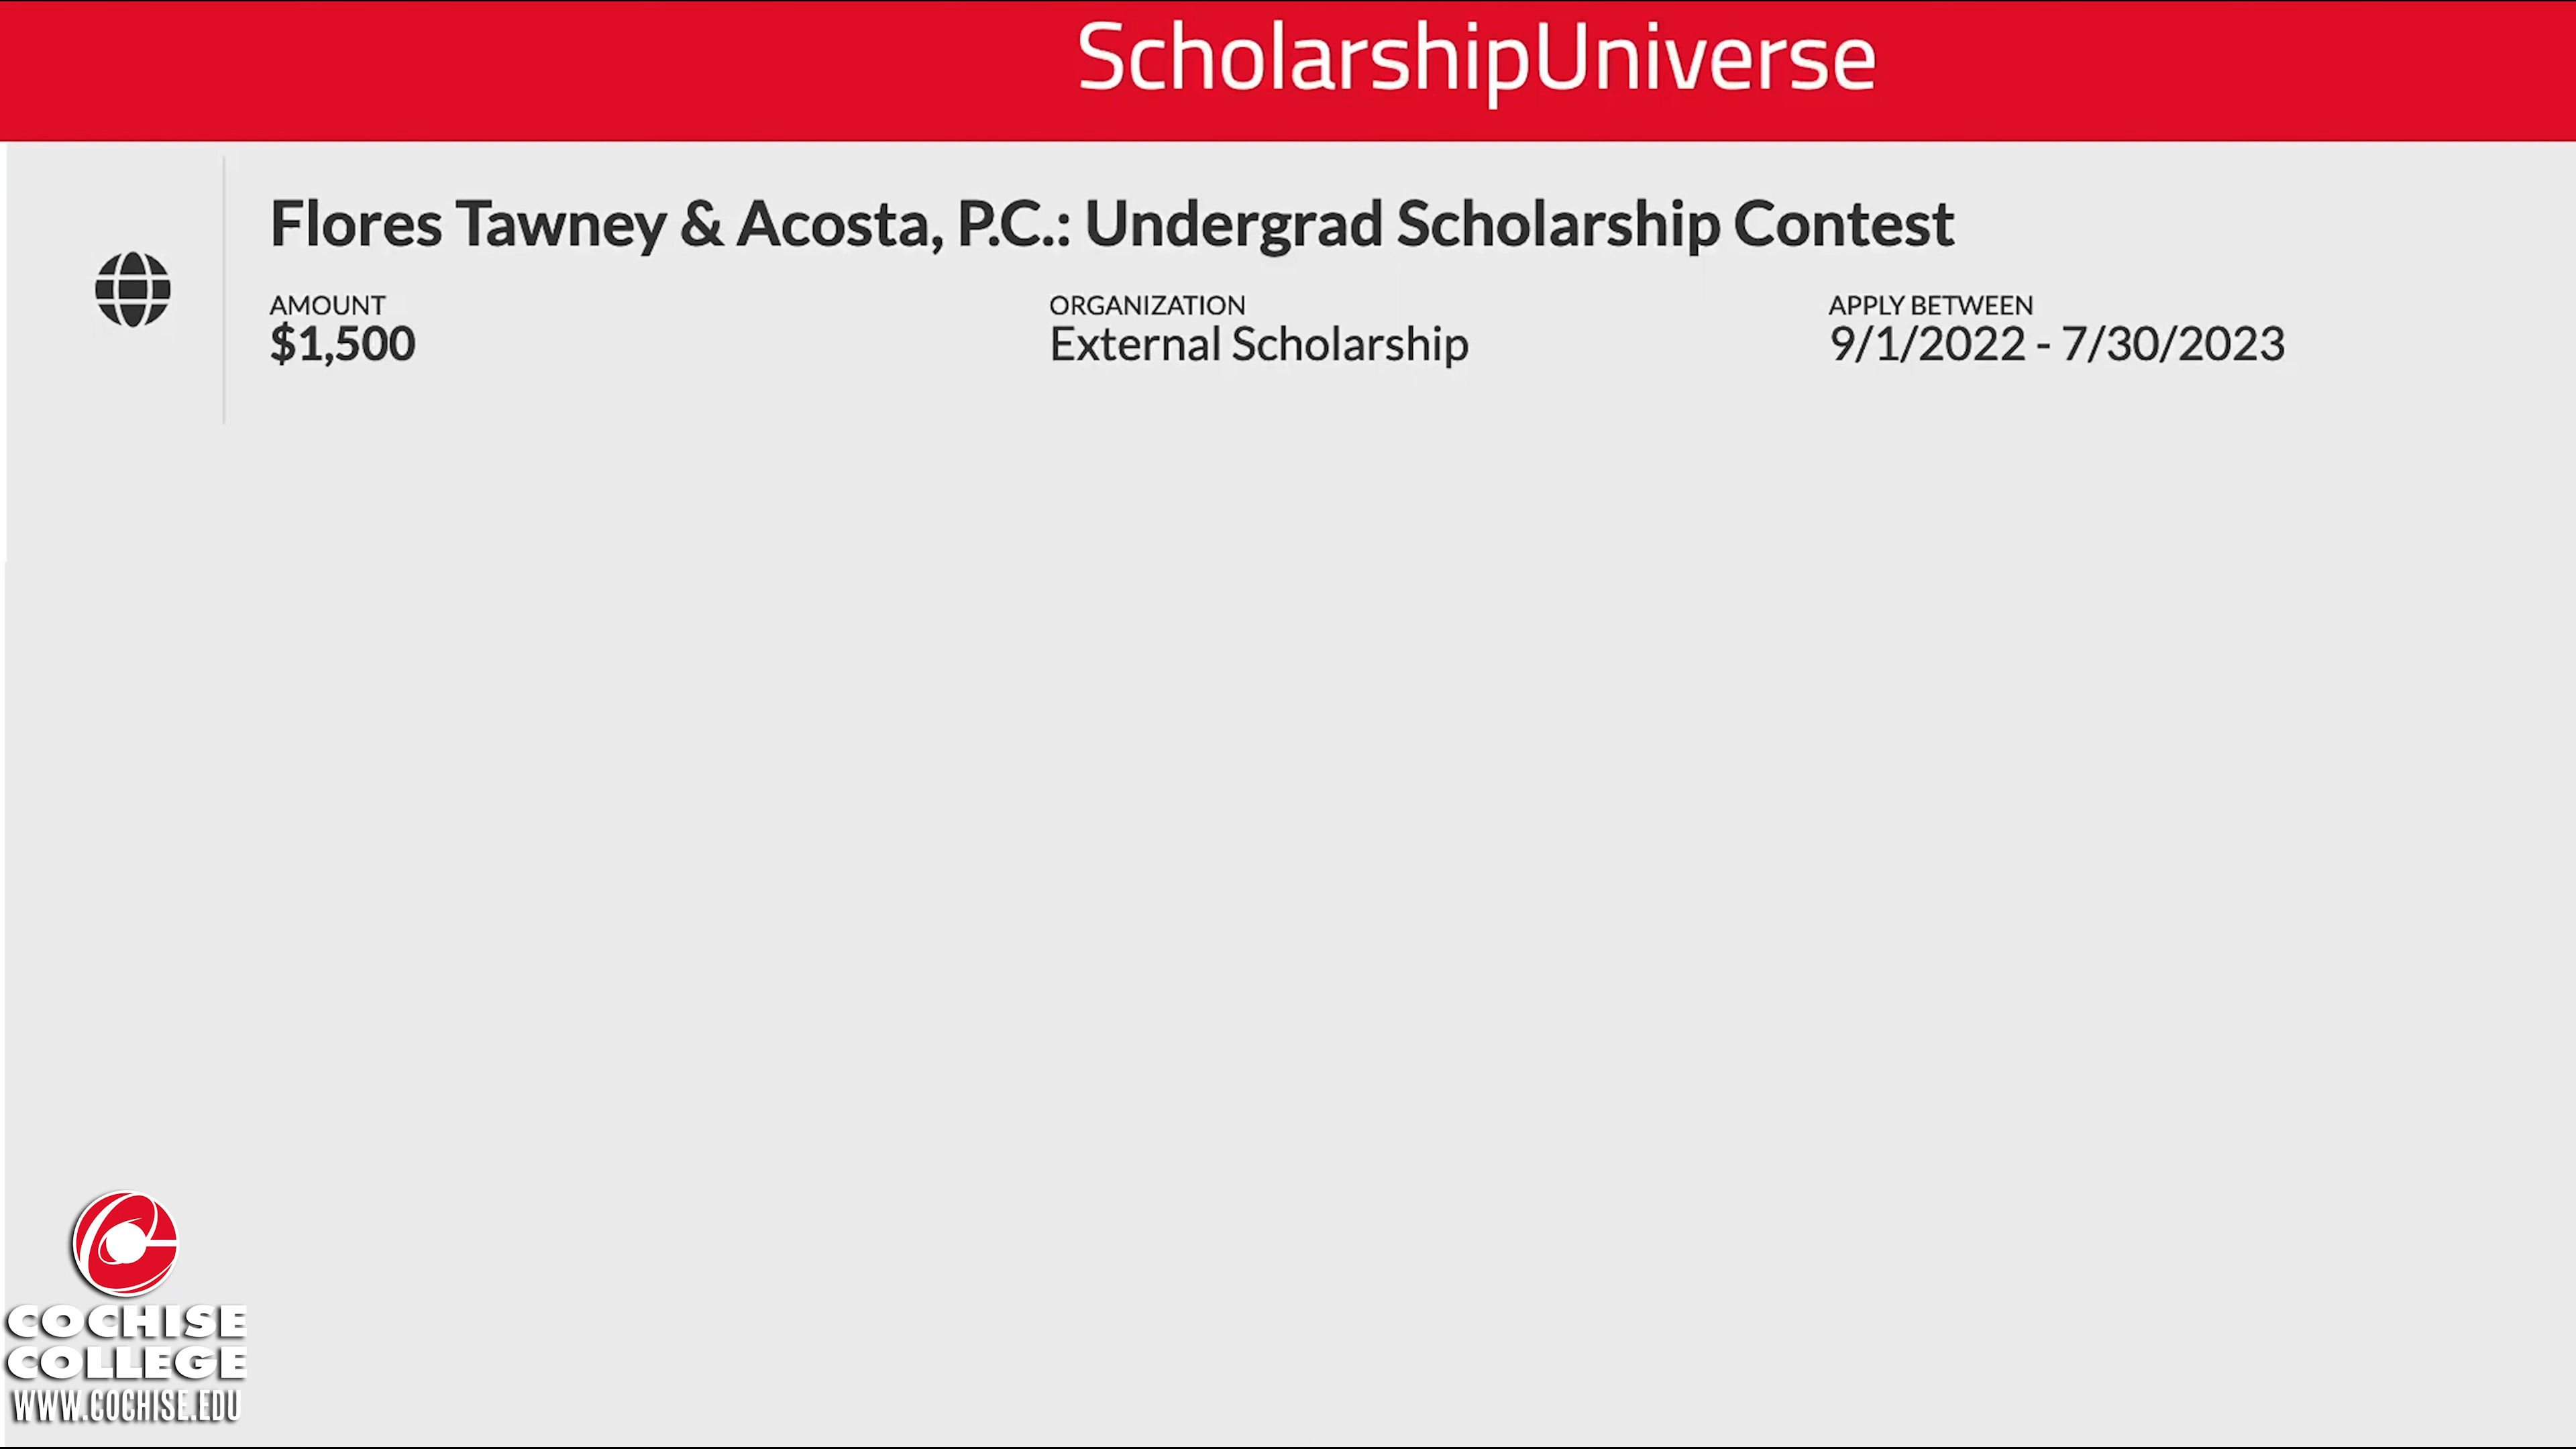 ScholarshipUniverse
Flores Tawney & Acosta, P.C.: Undergrad Scholarship Contest
AMOUNT
$1,500
ORGANIZATION
External Scholarship
APPLY BETWEEN
9/1/2022 - 7/30/2023
COCHISE
COLLEGE
WWW.COCHISE.EDU